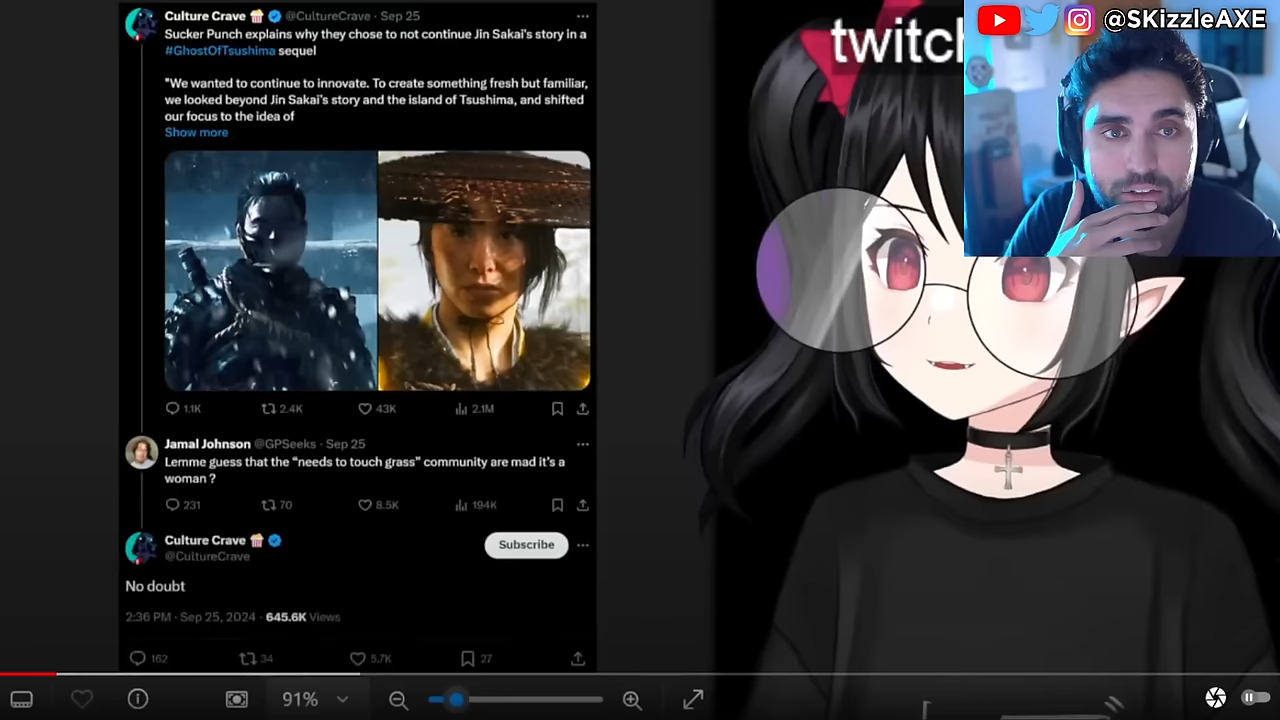 Culture Crave @CultureCrave · Sep 25
Sucker Punch explains why they chose to not continue Jin Sakai's story in a
#GhostOfTsushima sequel
"We wanted to continue to innovate. To create something fresh but familiar,
we looked beyond Jin Sakai's story and the island of Tsushima, and shifted
our focus to the idea of
Show more
1.1K 2.4K 43K 2.1M
Jamal Johnson @GPSeeks · Sep 25
Lemme guess that the “needs to touch grass” community are mad it's a
woman ?
231 70 8.5K 194K
Culture Crave
@CultureCrave
Subscribe
No doubt
2:36 PM · Sep 25, 2024 · 645.6K Views
162 34 5.7K 27
twitch
@SKizzleAXE
91%